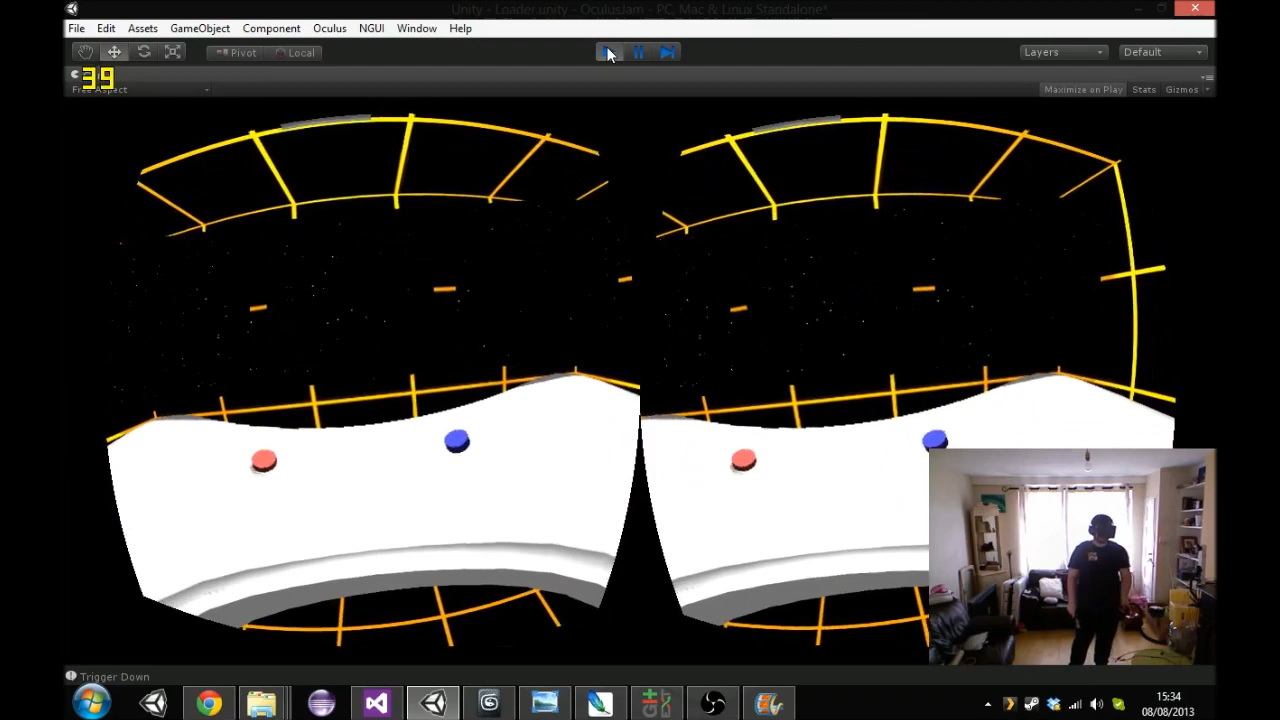 Unity - Loader.unity - OculusJam - PC, Mac & Linux Standalone*
File Edit Assets GameObject Component Oculus NGUI Window Help
Pivot Local Layers Default
39
Free Aspect Maximize on Play Stats Gizmos
Trigger Down
15:34
08/08/2013